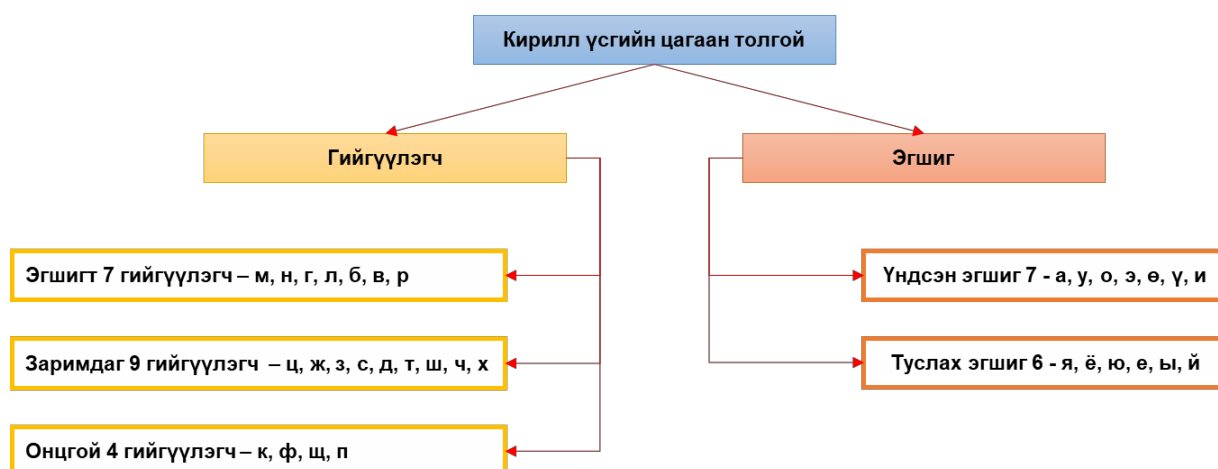 Кирилл үсгийн цагаан толгой
Гийгүүлэгч
Эгшиг
Эгшигт 7 гийгүүлэгч – м, н, г, л, б, в, р
Заримдаг 9 гийгүүлэгч – ц, ж, з, с, д, т, ш, ч, х
Онцгой 4 гийгүүлэгч – к, ф, щ, п
Үндсэн эгшиг 7 - а, у, о, э, ө, ү, и
Туслах эгшиг 6 - я, ё, ю, е, ы, й